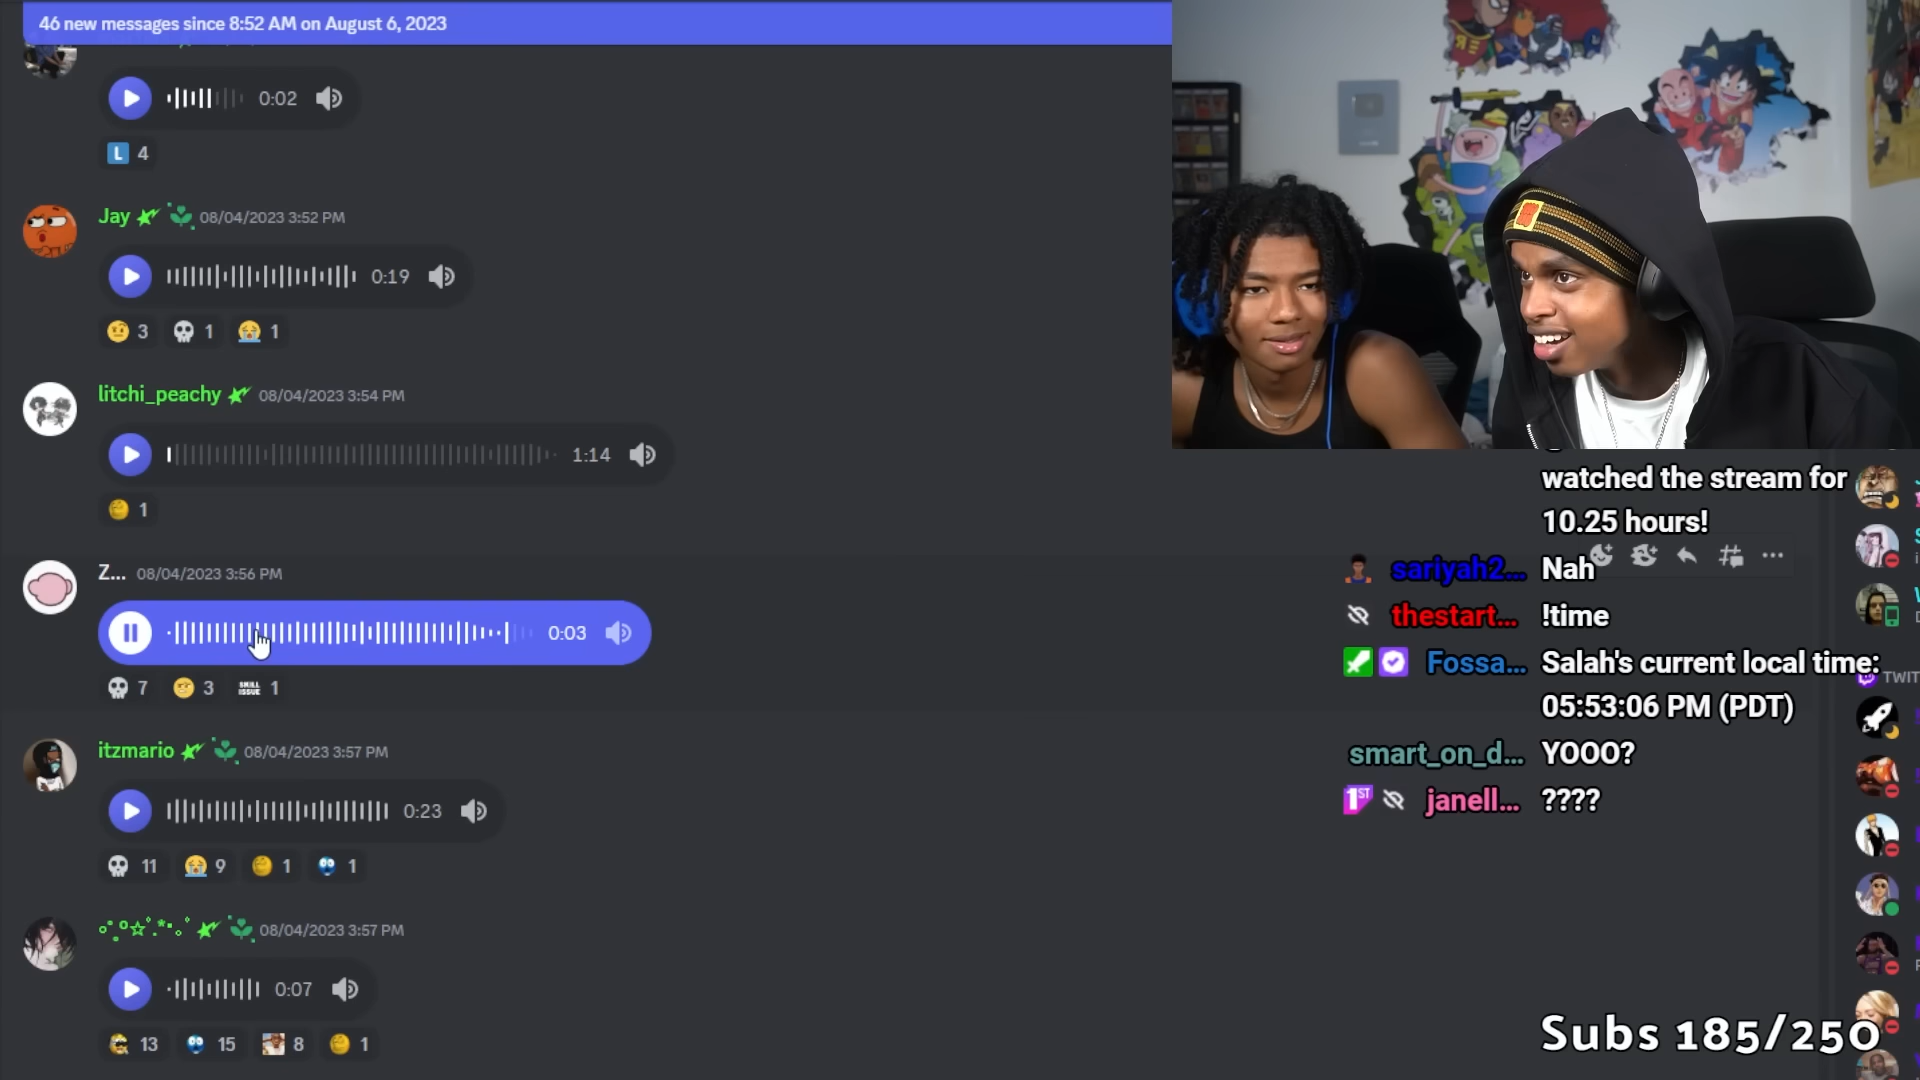 46 new messages since 8:52 AM on August 6, 2023
0:02
L 4
Jay 08/04/2023 3:52 PM
0:19
3 1 1
litchi_peachy 08/04/2023 3:54 PM
1:14
1
Z... 08/04/2023 3:56 PM
0:03
7 3 SKILL ISSUE 1
itzmario 08/04/2023 3:57 PM
0:23
11 9 1 1
08/04/2023 3:57 PM
0:07
13 15 8 1
watched the stream for
10.25 hours!
sariyah2... Nah
thestart... !time
Fossa... Salah's current local time:
05:53:06 PM (PDT)
smart_on_d... YOOO?
1ST janell... ????
TWIT
Subs 185/250